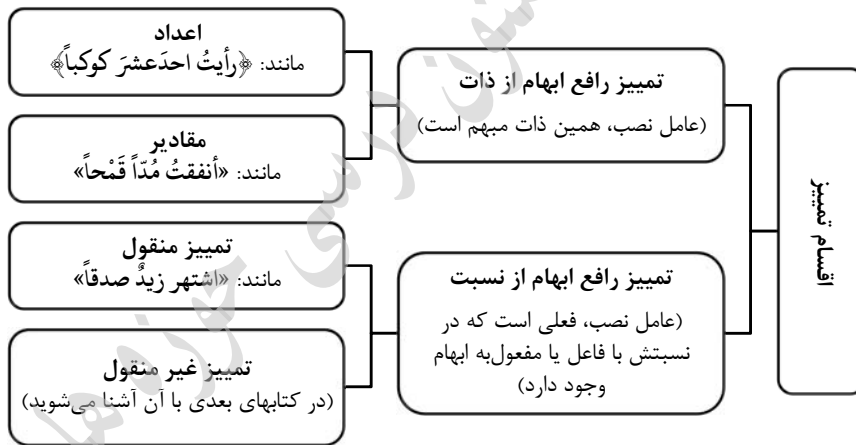 اقسام تمییز
تمییز رافع ابهام از ذات
(عامل نصب، همین ذات مبهم است)
اعداد
مانند: ﴿رأیتُ احدَعشرَ کوکباً﴾
مقادیر
مانند: «أنفقتُ مُدّاً قَمْحاً»
تمییز رافع ابهام از نسبت
(عامل نصب، فعلی است که در
نسبتش با فاعل یا مفعول‌به ابهام
وجود دارد)
تمییز منقول
مانند: «اشتهر زیدٌ صدقاً»
تمییز غیر منقول
(در کتابهای بعدی با آن آشنا می‌شوید)
درسی حوزه ها